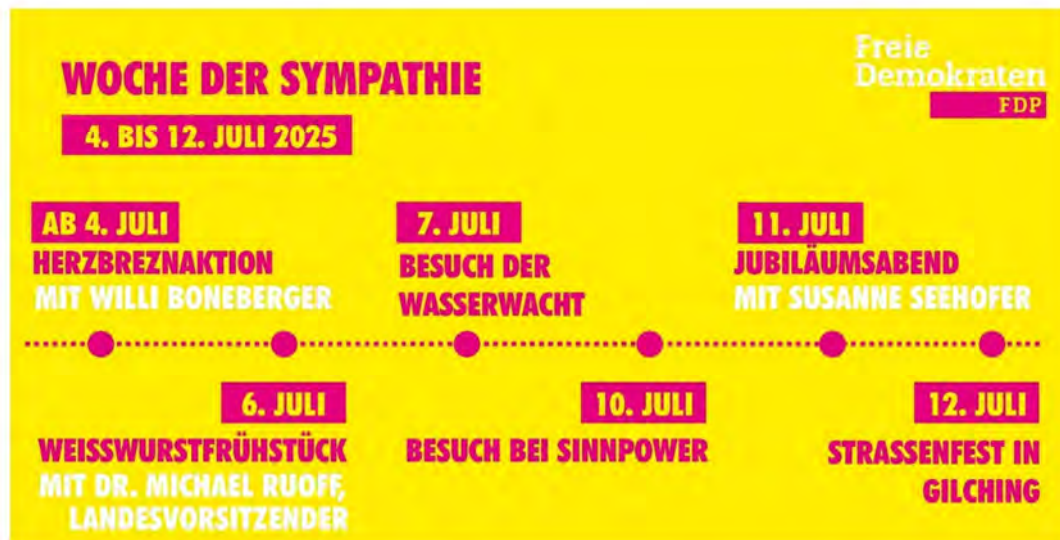 WOCHE DER SYMPATHIE
4. BIS 12. JULI 2025
Freie
Demokraten
FDP
AB 4. JULI
HERZBREZNAKTION
MIT WILLI BONEBERGER
7. JULI
BESUCH DER
WASSERWACHT
11. JULI
JUBILÄUMSABEND
MIT SUSANNE SEEHOFER
6. JULI
WEISSWURSTFRÜHSTÜCK
MIT DR. MICHAEL RUOFF,
LANDESVORSITZENDER
10. JULI
BESUCH BEI SINNPOWER
12. JULI
STRASSENFEST IN
GILCHING